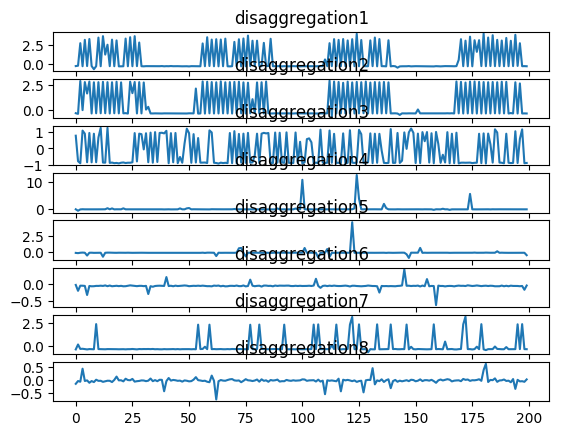 disaggregation1
2.5
0.0
disaggregation2
2.5
0.0
disaggregation3
1
0
−1
disaggregation4
10
0
disaggregation5
2.5
0.0
disaggregation6
0.0
−0.5
disaggregation7
2.5
0.0
disaggregation8
0.5
0.0
−0.5
0 25 50 75 100 125 150 175 200